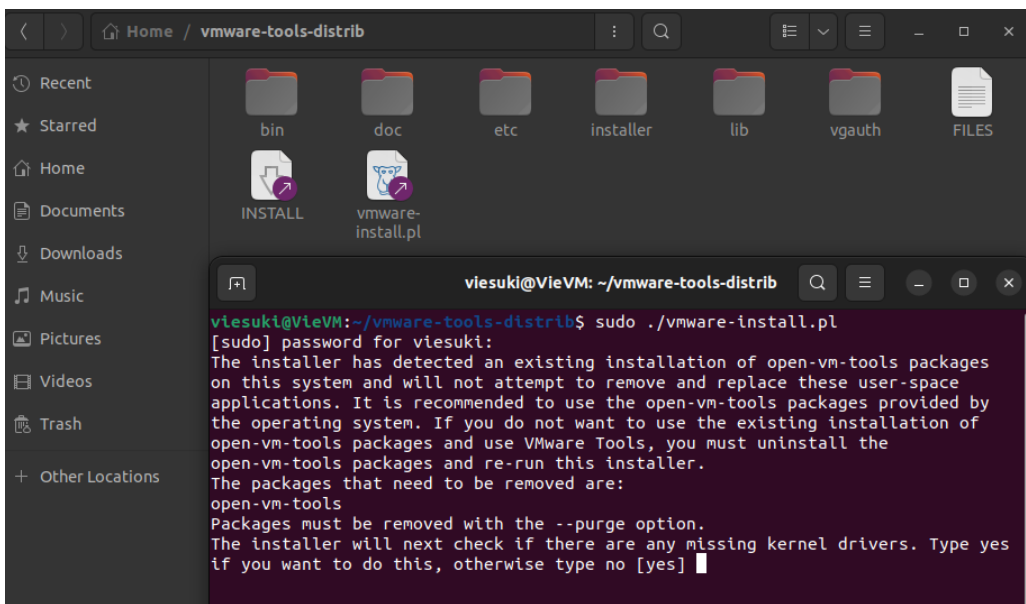 Home / vmware-tools-distrib
Recent
Starred
Home
Documents
Downloads
Music
Pictures
Videos
Trash
+ Other Locations
bin
doc
etc
installer
lib
vgauth
FILES
INSTALL
vmware-
install.pl
viesuki@VieVM: ~/vmware-tools-distrib
viesuki@VieVM:~/vmware-tools-distrib$ sudo ./vmware-install.pl
[sudo] password for viesuki:
The installer has detected an existing installation of open-vm-tools packages
on this system and will not attempt to remove and replace these user-space
applications. It is recommended to use the open-vm-tools packages provided by
the operating system. If you do not want to use the existing installation of
open-vm-tools packages and use VMware Tools, you must uninstall the
open-vm-tools packages and re-run this installer.
The packages that need to be removed are:
open-vm-tools
Packages must be removed with the --purge option.
The installer will next check if there are any missing kernel drivers. Type yes
if you want to do this, otherwise type no [yes]